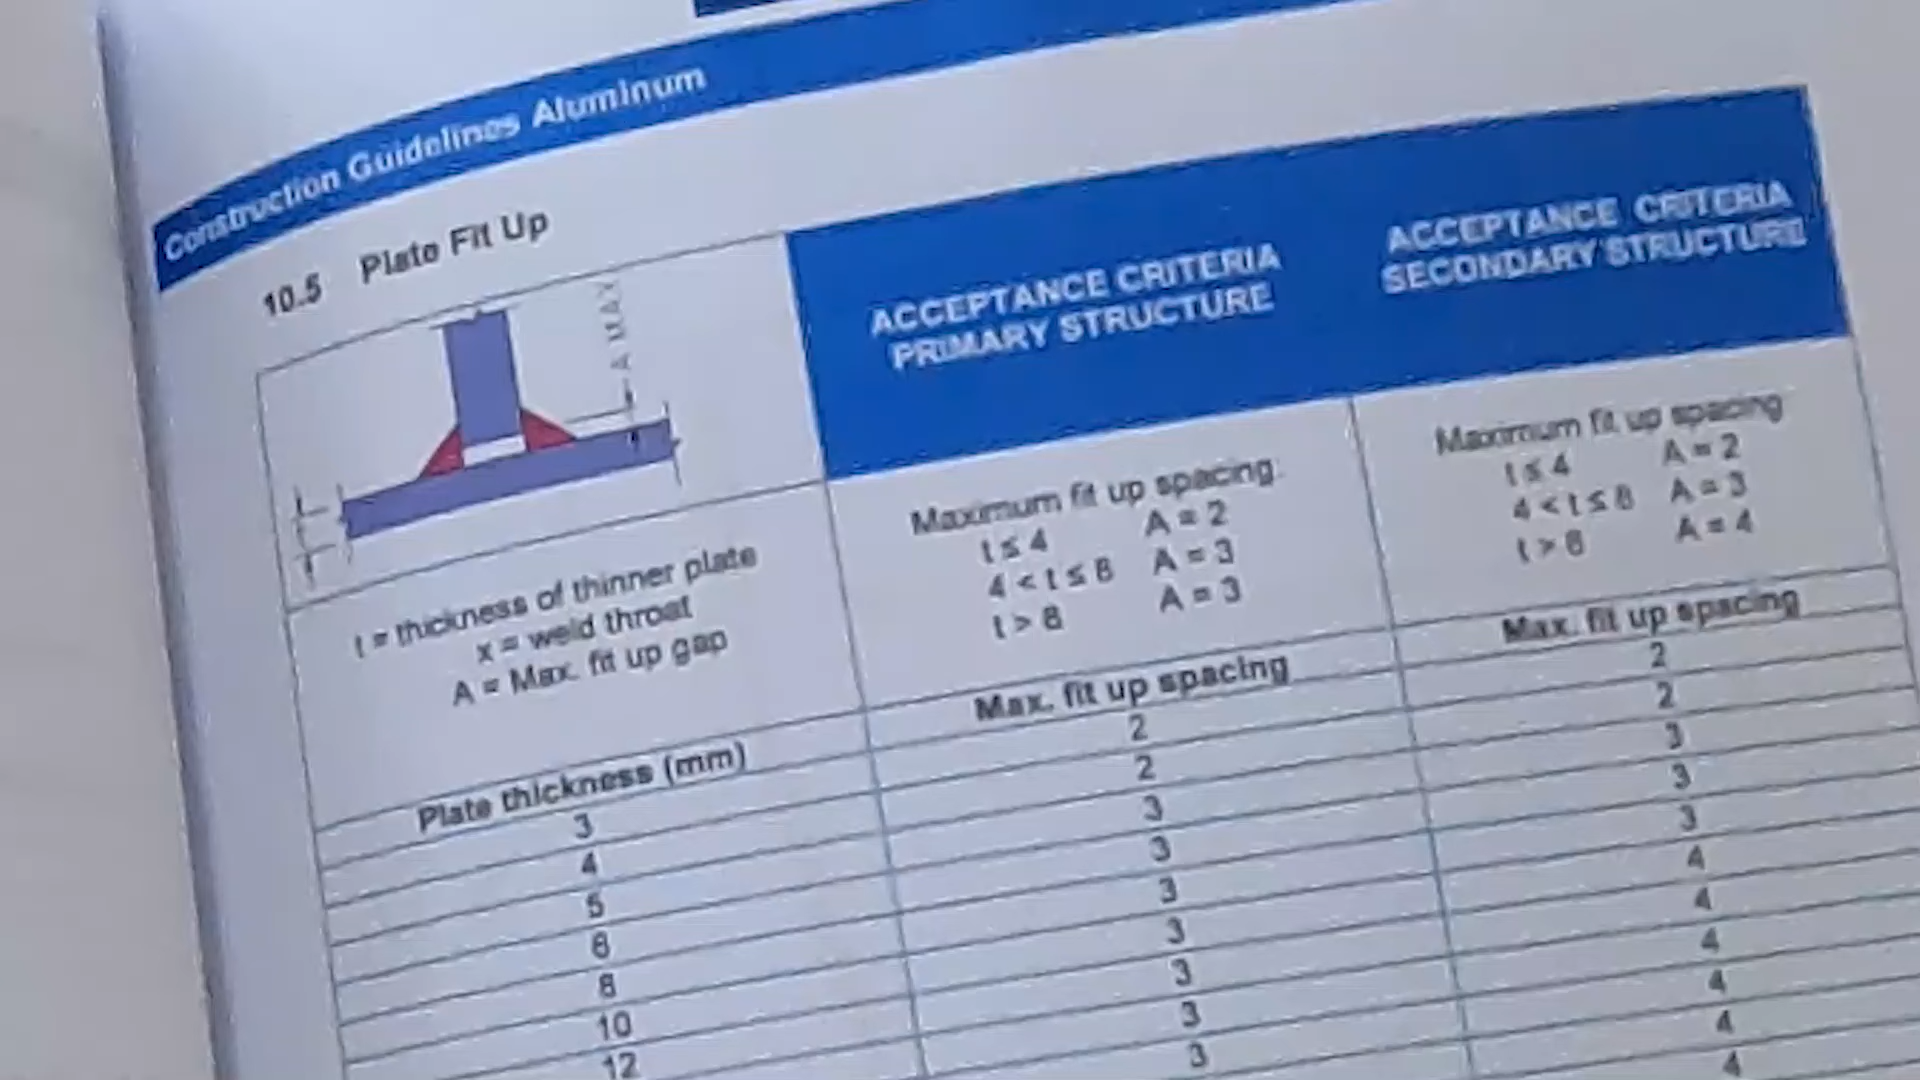 Construction Guidelines Aluminum
10.5 Plate Fit Up
A MAX
t
ACCEPTANCE CRITERIA
PRIMARY STRUCTURE
ACCEPTANCE CRITERIA
SECONDARY STRUCTURE
t = thickness of thinner plate
x = weld throat
A = Max. fit up gap
Maximum fit up spacing:
t ≤ 4 A = 2
4 < t ≤ 8 A = 3
t > 8 A = 3
Maximum fit up spacing
t ≤ 4 A = 2
4 < t ≤ 8 A = 3
t > 8 A = 4
Plate thickness (mm) Max. fit up spacing Max. fit up spacing
3 2 2
4 2 2
5 3 3
6 3 3
8 3 3
10 3 4
12 3 4
3 4
3 4
4
4